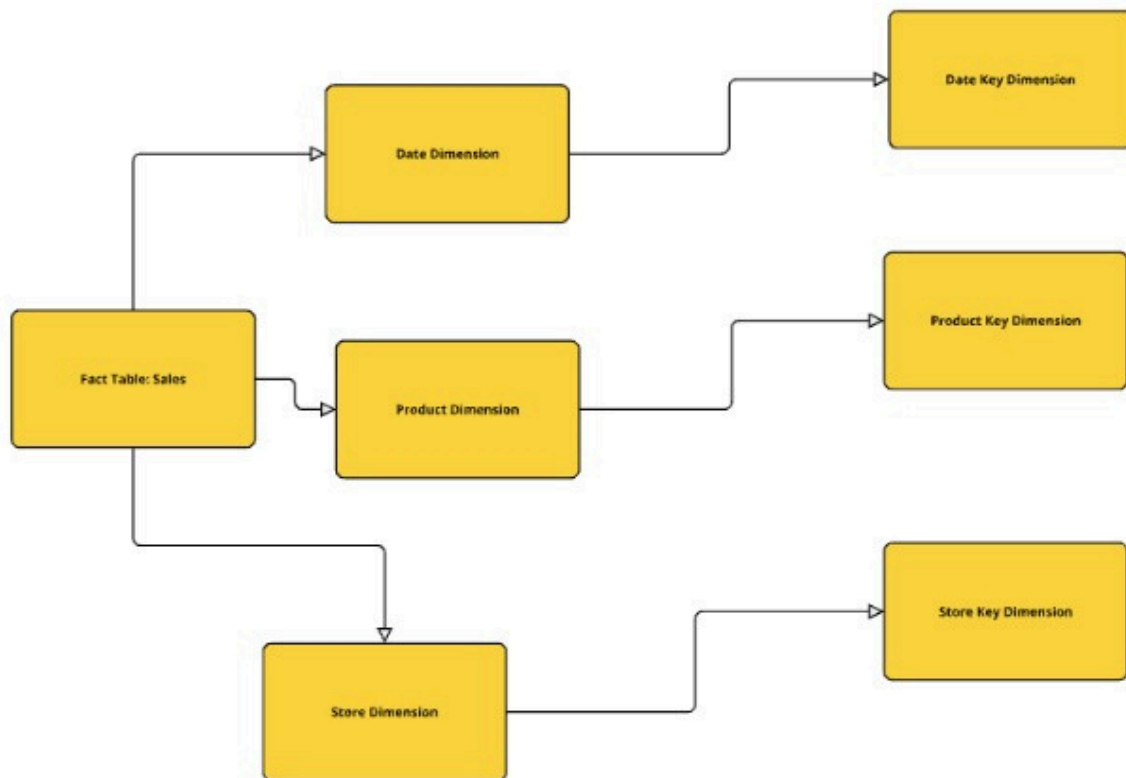 Date Key Dimension
Date Dimension
Product Key Dimension
Fact Table: Sales
Product Dimension
Store Key Dimension
Store Dimension